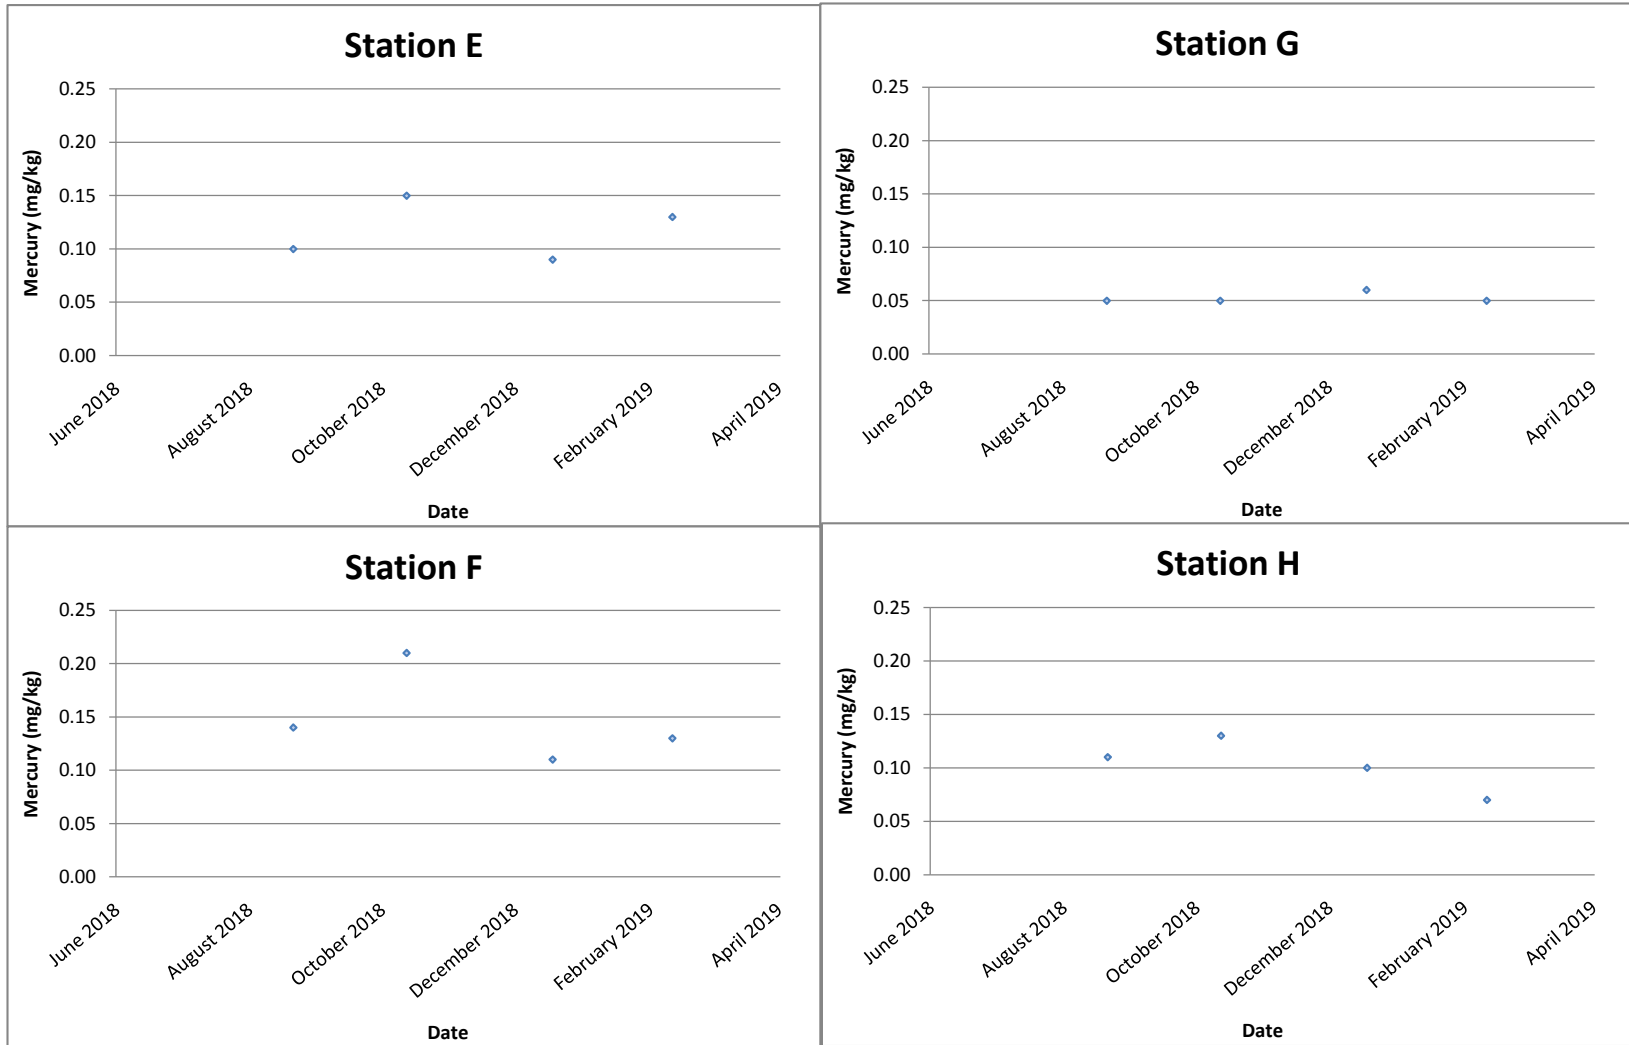 Station E
0.25
0.20
0.15
0.10
0.05
0.00
Mercury (mg/kg)
June 2018
August 2018
October 2018
December 2018
February 2019
April 2019
Date
Station G
0.25
0.20
0.15
0.10
0.05
0.00
Mercury (mg/kg)
June 2018
August 2018
October 2018
December 2018
February 2019
April 2019
Date
Station F
0.25
0.20
0.15
0.10
0.05
0.00
Mercury (mg/kg)
June 2018
August 2018
October 2018
December 2018
February 2019
April 2019
Date
Station H
0.25
0.20
0.15
0.10
0.05
0.00
Mercury (mg/kg)
June 2018
August 2018
October 2018
December 2018
February 2019
April 2019
Date